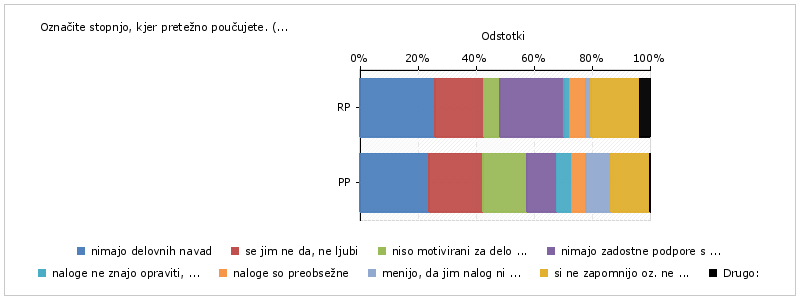 Označite stopnjo, kjer pretežno poučujete. (...
Odstotki
0% 20% 40% 60% 80% 100%
RP
PP
nimajo delovnih navad se jim ne da, ne ljubi niso motivirani za delo ... nimajo zadostne podpore s ...
naloge ne znajo opraviti, ... naloge so preobsežne menijo, da jim nalog ni ... si ne zapomnijo oz. ne ... Drugo: